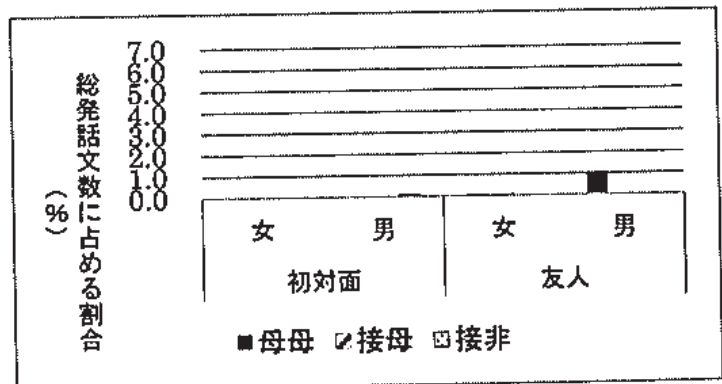 総発話文数に占める割合
(%)
7.0
6.0
5.0
4.0
3.0
2.0
1.0
0.0
女 男 女 男
初対面 友人
母母 接母 接非